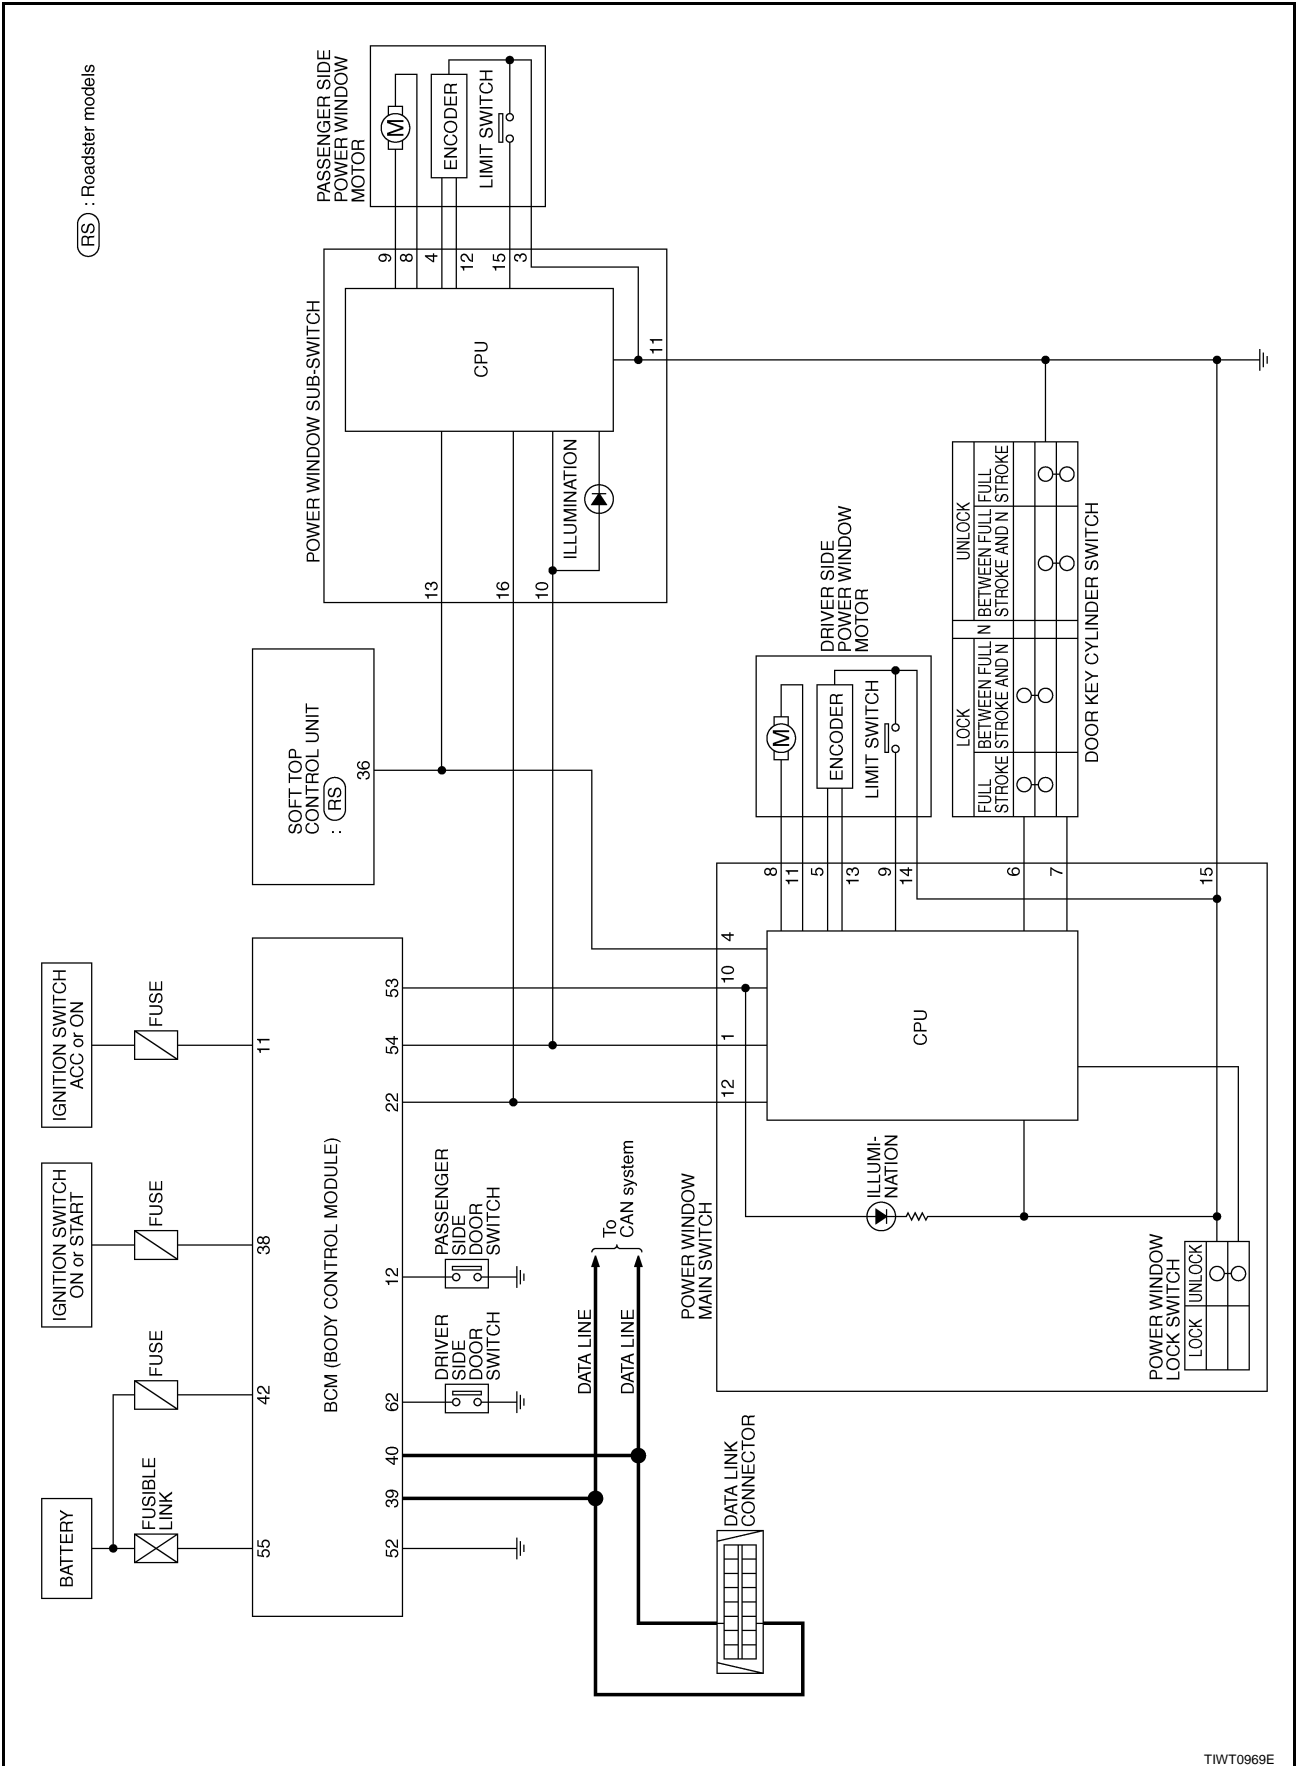 BATTERY
FUSIBLE
LINK
FUSE
IGNITION SWITCH
ON or START
FUSE
IGNITION SWITCH
ACC or ON
FUSE
RS : Roadster models
55
42
38
11
BCM (BODY CONTROL MODULE)
52
39
40
62
12
22
54
53
DRIVER
SIDE
DOOR
SWITCH
PASSENGER
SIDE
DOOR
SWITCH
SOFT TOP
CONTROL UNIT
: RS
36
POWER WINDOW SUB-SWITCH
13
16
10
ILLUMINATION
CPU
9
8
4
12
15
3
11
PASSENGER SIDE
POWER WINDOW
MOTOR
M
ENCODER
LIMIT SWITCH
DATA LINE
DATA LINE
To
CAN system
DATA LINK
CONNECTOR
POWER WINDOW
MAIN SWITCH
12
1
10
4
ILLUMI-
NATION
CPU
8
11
5
13
9
14
6
7
15
POWER WINDOW
LOCK SWITCH
LOCK
UNLOCK
DRIVER SIDE
POWER WINDOW
MOTOR
M
ENCODER
LIMIT SWITCH
LOCK
UNLOCK
FULL
STROKE
BETWEEN FULL
STROKE AND N
N
BETWEEN FULL
STROKE AND N
FULL
STROKE
DOOR KEY CYLINDER SWITCH
TIWT0969E